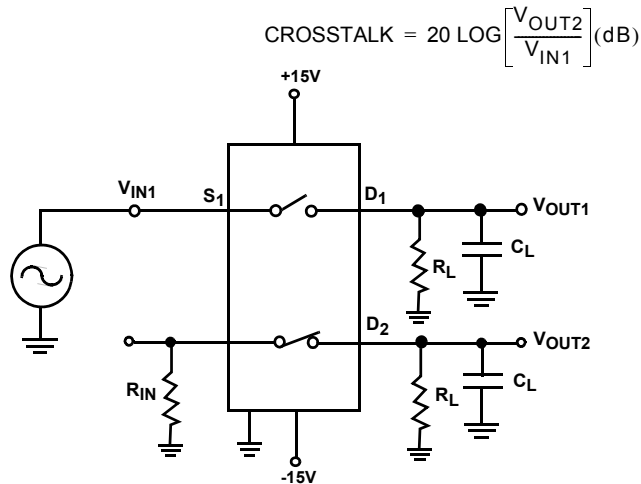 CROSSTALK = 20 LOG[V_OUT2 / V_IN1](dB)
+15V
V_IN1
S_1
D_1
V_OUT1
R_L
C_L
D_2
V_OUT2
R_IN
R_L
C_L
-15V